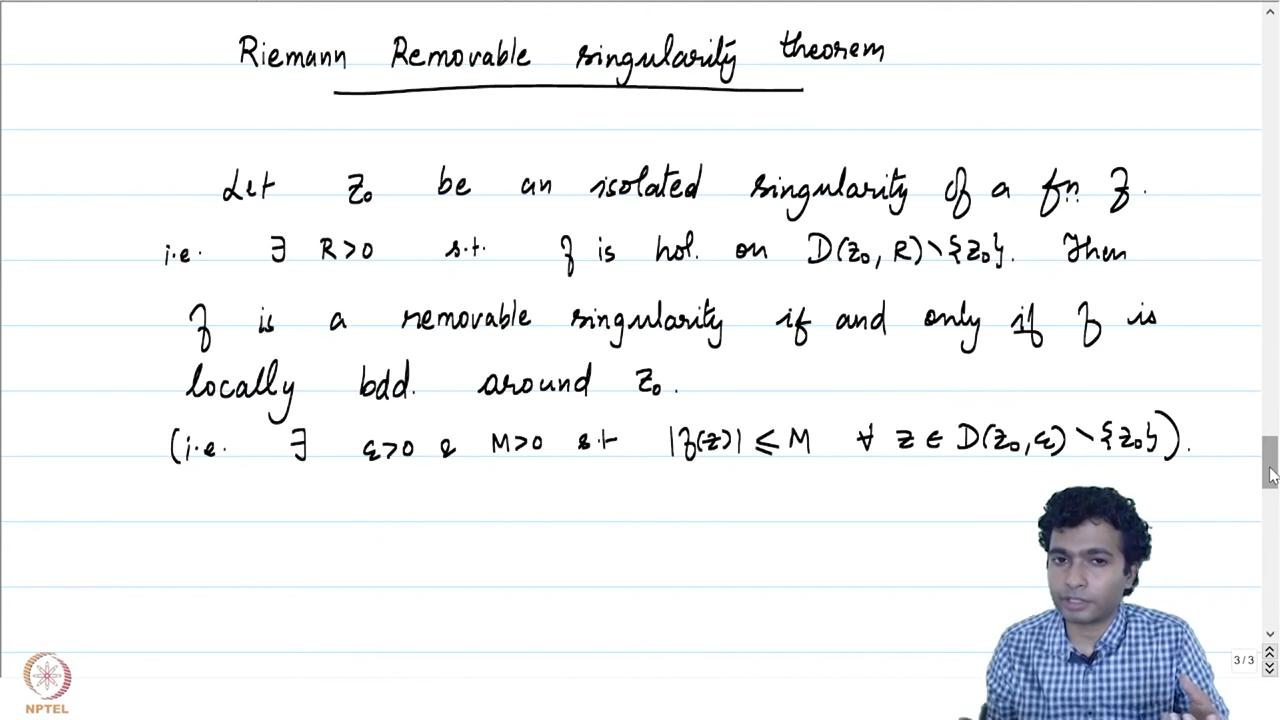 Riemann Removable singularity theorem
Let z₀ be an isolated singularity of a fn. f.
i.e. ∃ R>0 s.t. f is hol. on D(z₀, R)∖{z₀}. Then
f is a removable singularity if and only if f is
locally bdd. around z₀.
(i.e. ∃ ε>0 & M>0 s.t |f(z)| ⩽ M ∀ z ∈ D(z₀, ε)∖{z₀}).
3 / 3
NPTEL